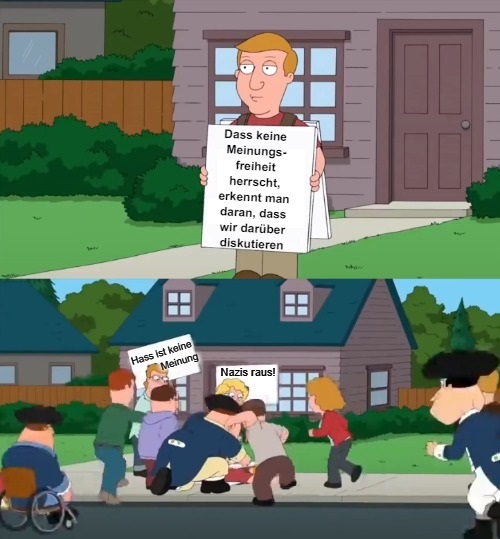 Dass keine
Meinungs-
freiheit
herrscht,
erkennt man
daran, dass
wir darüber
diskutieren
Hass ist keine
Meinung
Nazis raus!